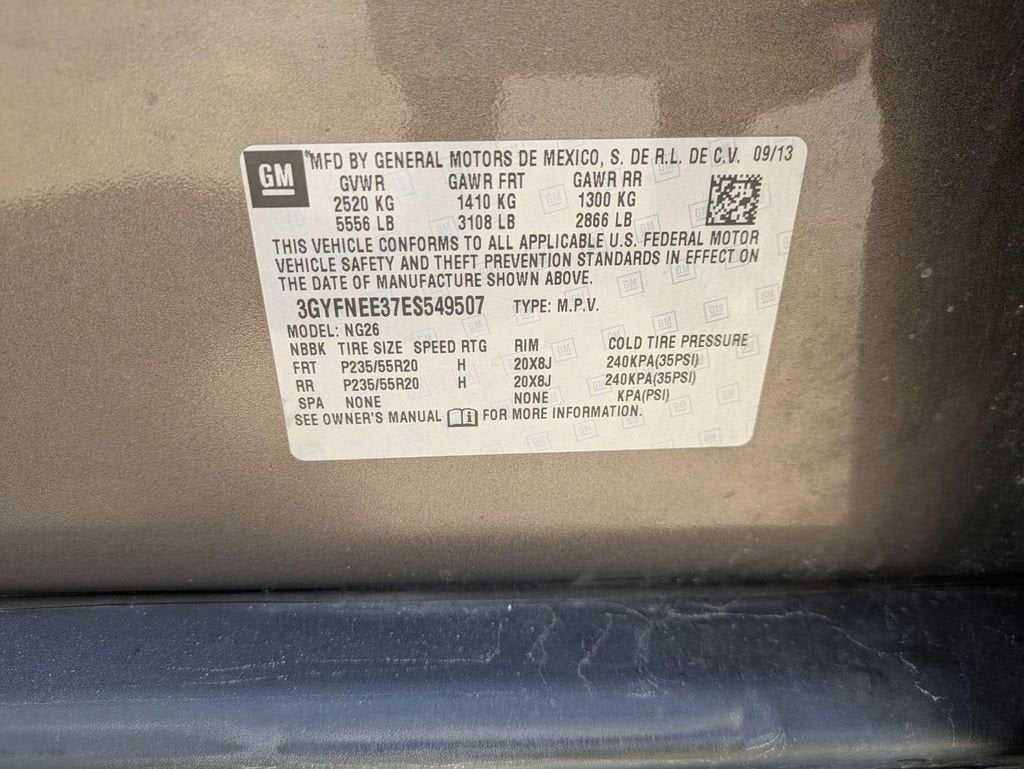 GM
MFD BY GENERAL MOTORS DE MEXICO, S. DE R.L. DE C.V. 09/13
GVWR GAWR FRT GAWR RR
2520 KG 1410 KG 1300 KG
5556 LB 3108 LB 2866 LB
THIS VEHICLE CONFORMS TO ALL APPLICABLE U.S. FEDERAL MOTOR
VEHICLE SAFETY AND THEFT PREVENTION STANDARDS IN EFFECT ON
THE DATE OF MANUFACTURE SHOWN ABOVE.
3GYFNEE37ES549507 TYPE: M.P.V.
MODEL: NG26
NBBK TIRE SIZE SPEED RTG RIM COLD TIRE PRESSURE
FRT P235/55R20 H 20X8J 240KPA(35PSI)
RR P235/55R20 H 20X8J 240KPA(35PSI)
SPA NONE NONE KPA(PSI)
SEE OWNER'S MANUAL i FOR MORE INFORMATION.